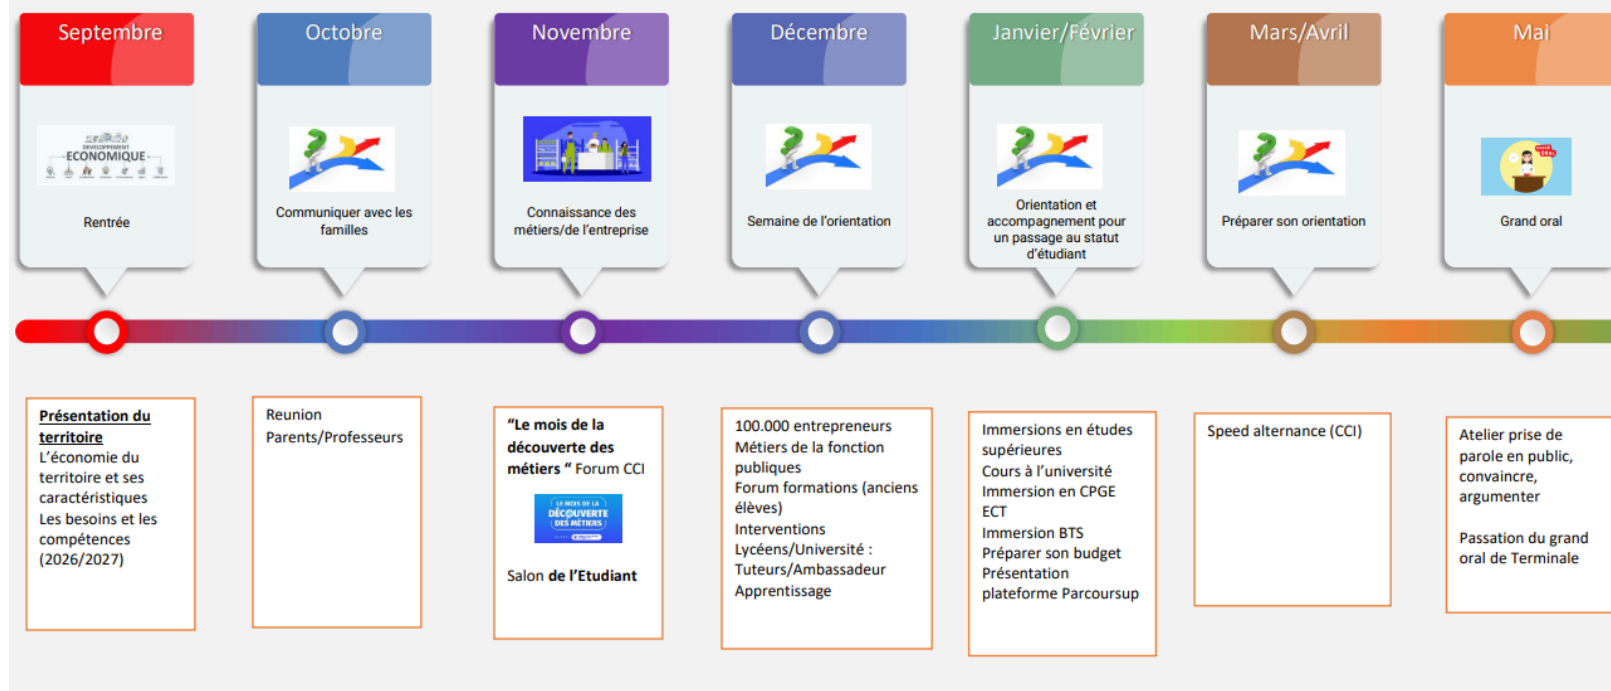 Septembre
DEVELOPPEMENT
ECONOMIQUE
Rentrée
Octobre
Communiquer avec les
familles
Novembre
Connaissance des
métiers/de l'entreprise
Décembre
Semaine de l'orientation
Janvier/Février
Orientation et
accompagnement pour
un passage au statut
d'étudiant
Mars/Avril
Préparer son orientation
Mai
ORAL
Grand oral
Présentation du
territoire
L'économie du
territoire et ses
caractéristiques
Les besoins et les
compétences
(2026/2027)
Reunion
Parents/Professeurs
“Le mois de la
découverte des
métiers “ Forum CCI
LE MOIS DE LA
DÉCOUVERTE
DES MÉTIERS
Salon de l'Etudiant
100.000 entrepreneurs
Métiers de la fonction
publiques
Forum formations (anciens
élèves)
Interventions
Lycéens/Université :
Tuteurs/Ambassadeur
Apprentissage
Immersions en études
supérieures
Cours à l'université
Immersion en CPGE
ECT
Immersion BTS
Préparer son budget
Présentation
plateforme Parcoursup
Speed alternance (CCI)
Atelier prise de
parole en public,
convaincre,
argumenter
Passation du grand
oral de Terminale